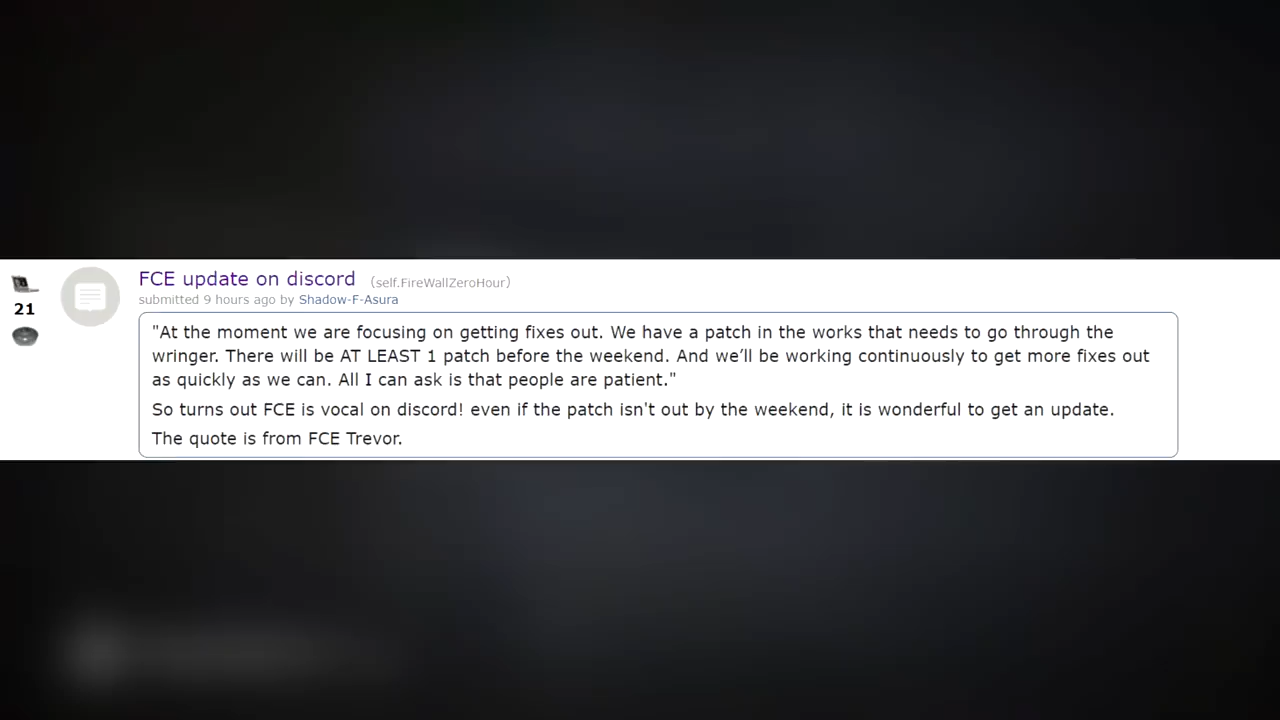 FCE update on discord (self.FireWallZeroHour)
submitted 9 hours ago by Shadow-F-Asura
21
"At the moment we are focusing on getting fixes out. We have a patch in the works that needs to go through the
wringer. There will be AT LEAST 1 patch before the weekend. And we’ll be working continuously to get more fixes out
as quickly as we can. All I can ask is that people are patient."
So turns out FCE is vocal on discord! even if the patch isn't out by the weekend, it is wonderful to get an update.
The quote is from FCE Trevor.